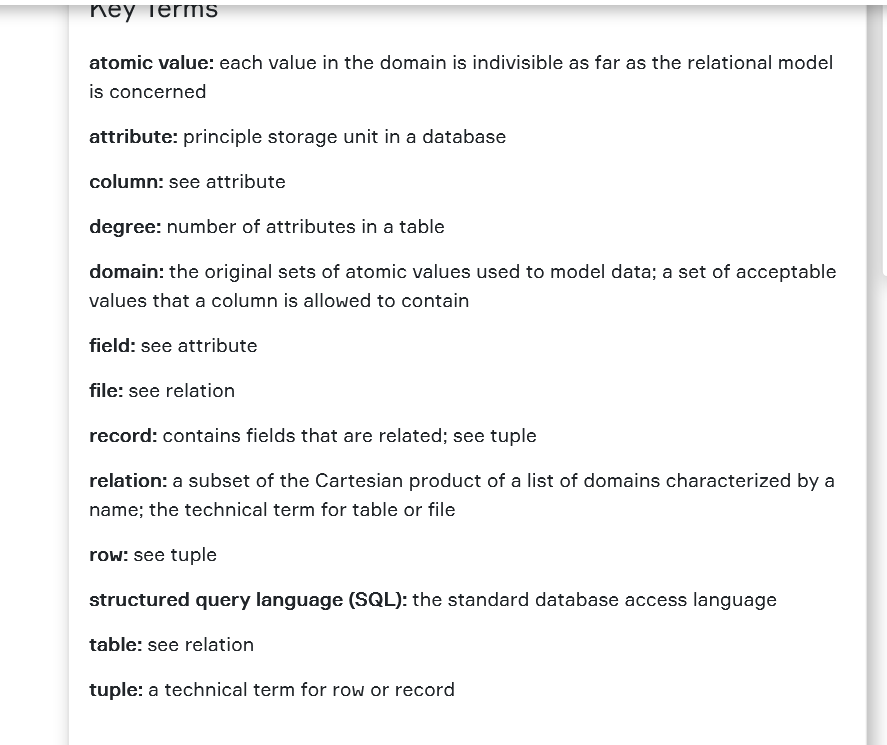 Key Terms
atomic value: each value in the domain is indivisible as far as the relational model
is concerned
attribute: principle storage unit in a database
column: see attribute
degree: number of attributes in a table
domain: the original sets of atomic values used to model data; a set of acceptable
values that a column is allowed to contain
field: see attribute
file: see relation
record: contains fields that are related; see tuple
relation: a subset of the Cartesian product of a list of domains characterized by a
name; the technical term for table or file
row: see tuple
structured query language (SQL): the standard database access language
table: see relation
tuple: a technical term for row or record